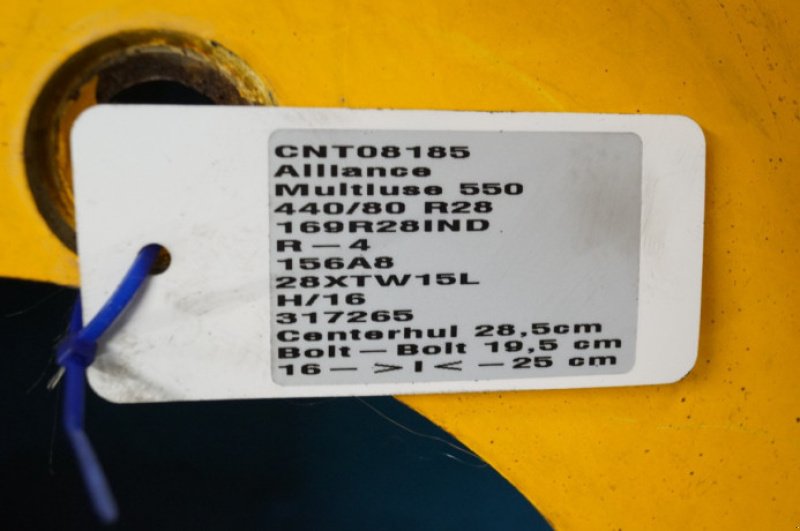 CNT08185
Alliance
Multiuse 550
440/80 R28
169R28IND
R-4
156A8
28XTW15L
H/16
317265
Centerhul 28,5cm
Bolt-Bolt 19,5 cm
16- >I< -25 cm